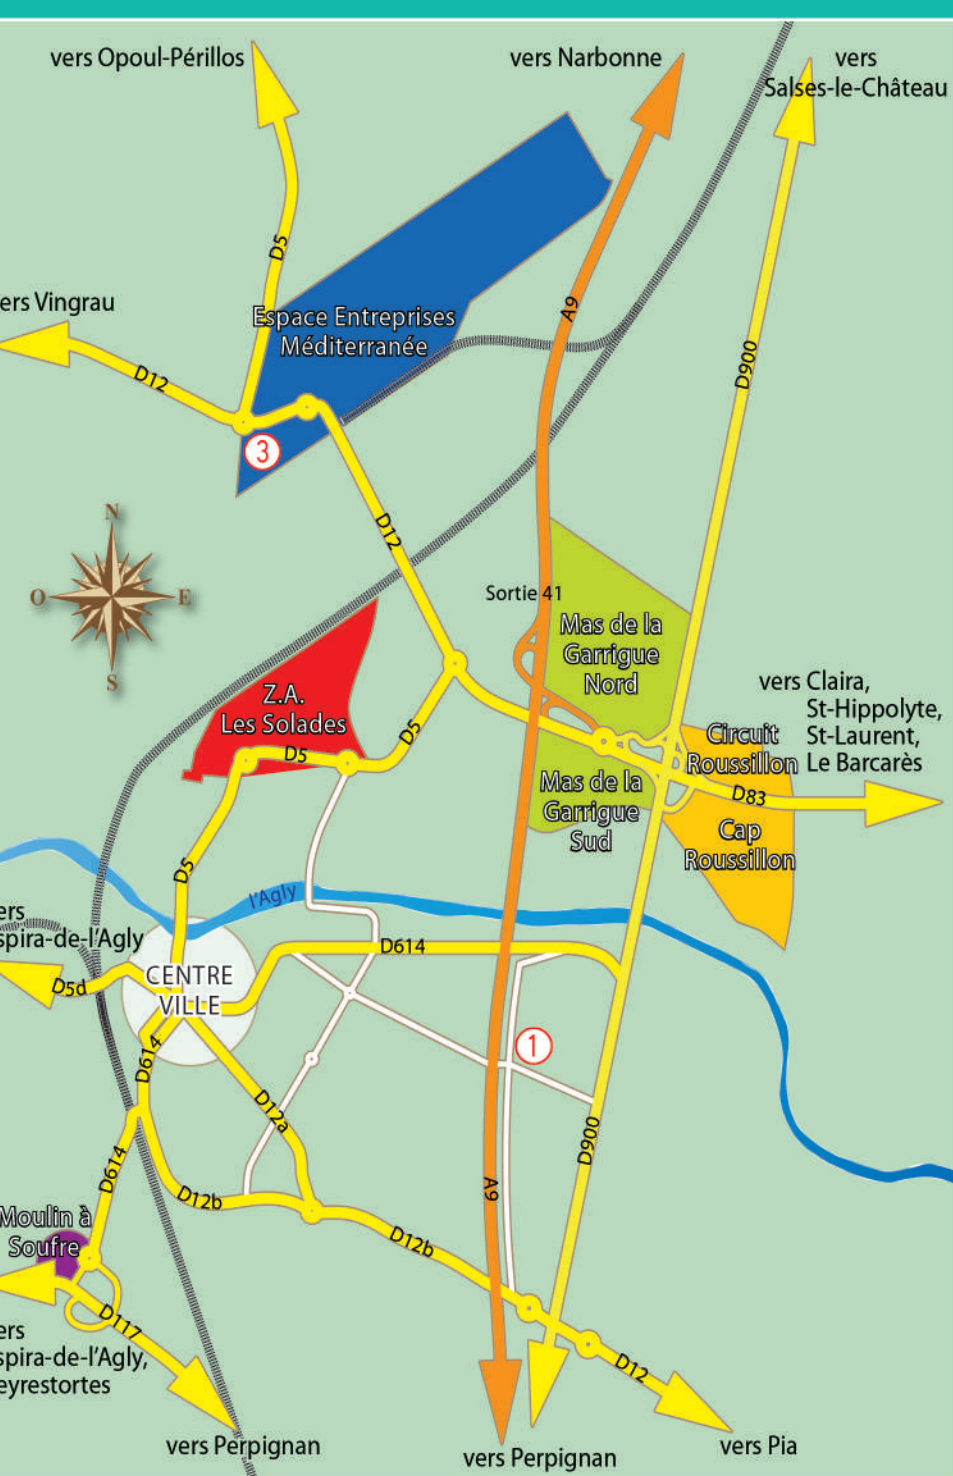 vers Opoul-Périllos
vers Narbonne
vers
Salses-le-Château
D5
ers Vingrau
Espace Entreprises
Méditerranée
A9
D900
D12
3
D12
N
O
E
S
Sortie 41
Mas de la
Garrigue
Nord
Z.A.
Les Solades
D5
D5
vers Claira,
St-Hippolyte,
St-Laurent,
Le Barcarès
Circuit
Roussillon
Mas de la
Garrigue
Sud
D83
Cap
Roussillon
D5
l'Agly
ers
spira-de-l'Agly
D614
D5d
CENTRE
VILLE
D614
1
D12a
D900
D614
D12b
A9
Moulin à
Soufre
D12b
D117
ers
spira-de-l'Agly,
eyrestortes
D12
vers Perpignan
vers Perpignan
vers Pia